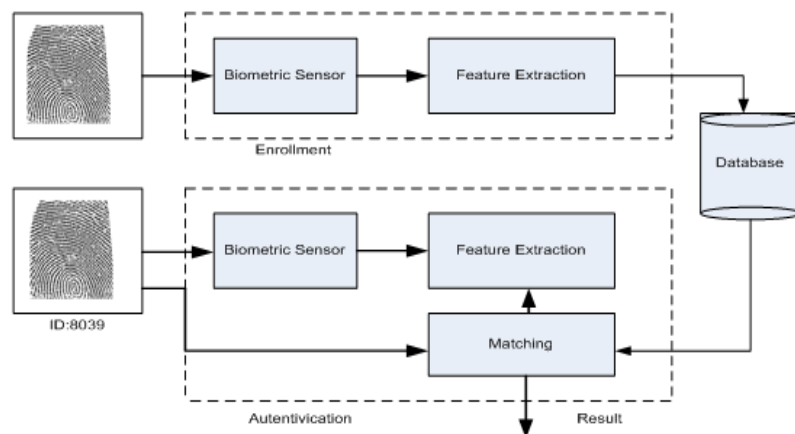 Biometric Sensor
Feature Extraction
Enrollment
Database
Biometric Sensor
Feature Extraction
ID:8039
Matching
Autentivication
Result